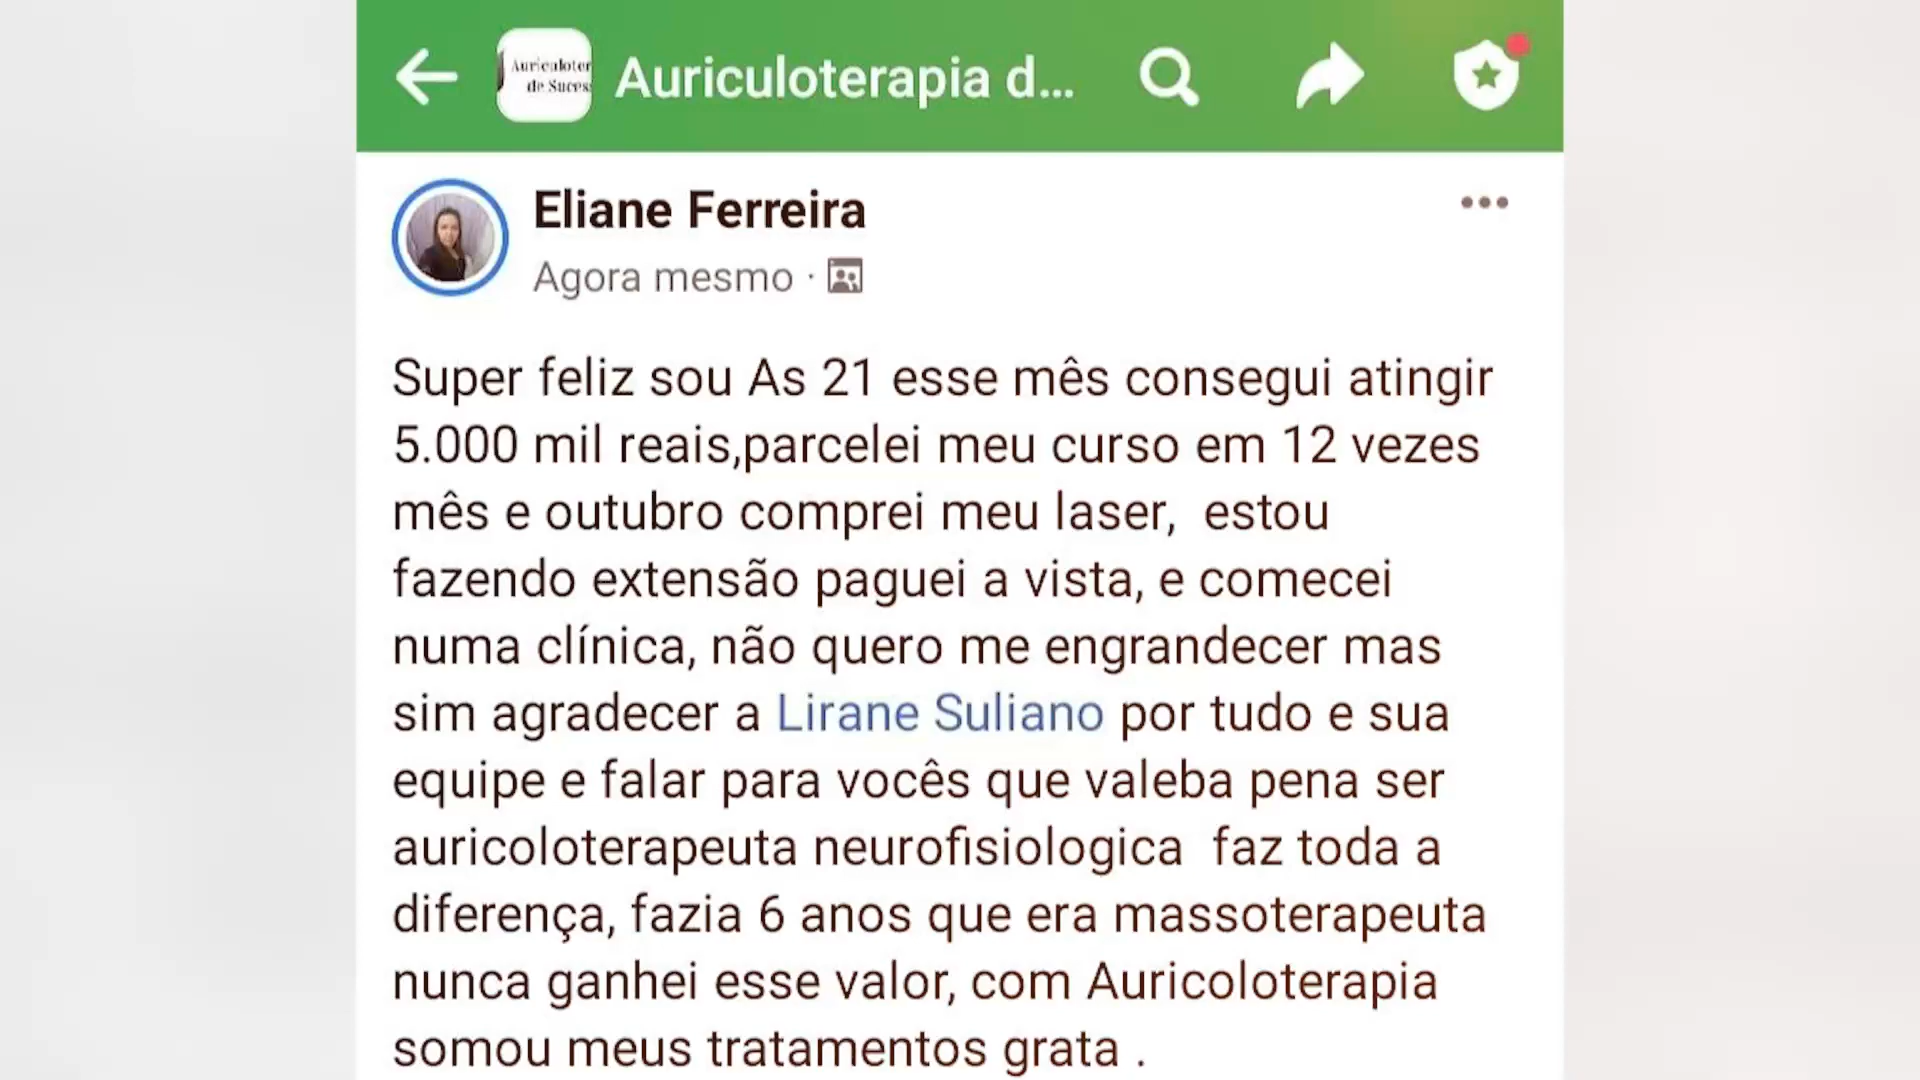 Auriculoter
de Suces
Auriculoterapia d...
Eliane Ferreira
Agora mesmo ·
Super feliz sou As 21 esse mês consegui atingir
5.000 mil reais,parcelei meu curso em 12 vezes
mês e outubro comprei meu laser,  estou
fazendo extensão paguei a vista, e comecei
numa clínica, não quero me engrandecer mas
sim agradecer a Lirane Suliano por tudo e sua
equipe e falar para vocês que valeba pena ser
auricoloterapeuta neurofisiologica  faz toda a
diferença, fazia 6 anos que era massoterapeuta
nunca ganhei esse valor, com Auricoloterapia
somou meus tratamentos grata .